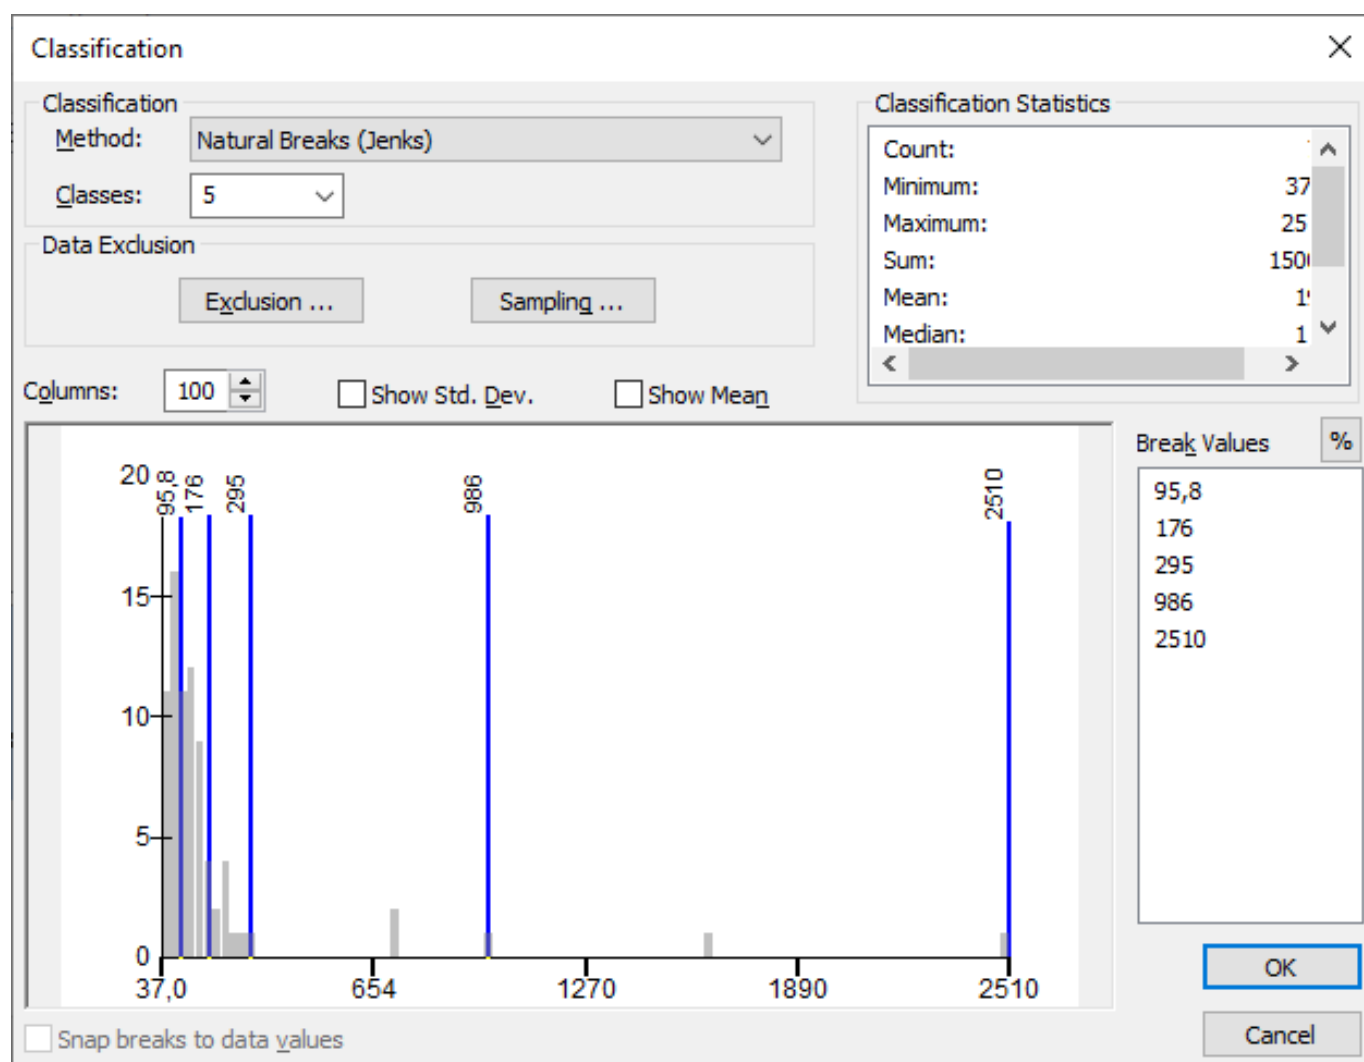 Classification
Classification
Method: Natural Breaks (Jenks)
Classes: 5
Data Exclusion
Exclusion ...
Sampling ...
Classification Statistics
Count:
Minimum: 37
Maximum: 25
Sum: 150
Mean: 1
Median: 1
Columns: 100
Show Std. Dev.
Show Mean
20
15
10
5
0
95,8
176
295
986
2510
37,0
654
1270
1890
2510
Break Values
%
95,8
176
295
986
2510
OK
Cancel
Snap breaks to data values